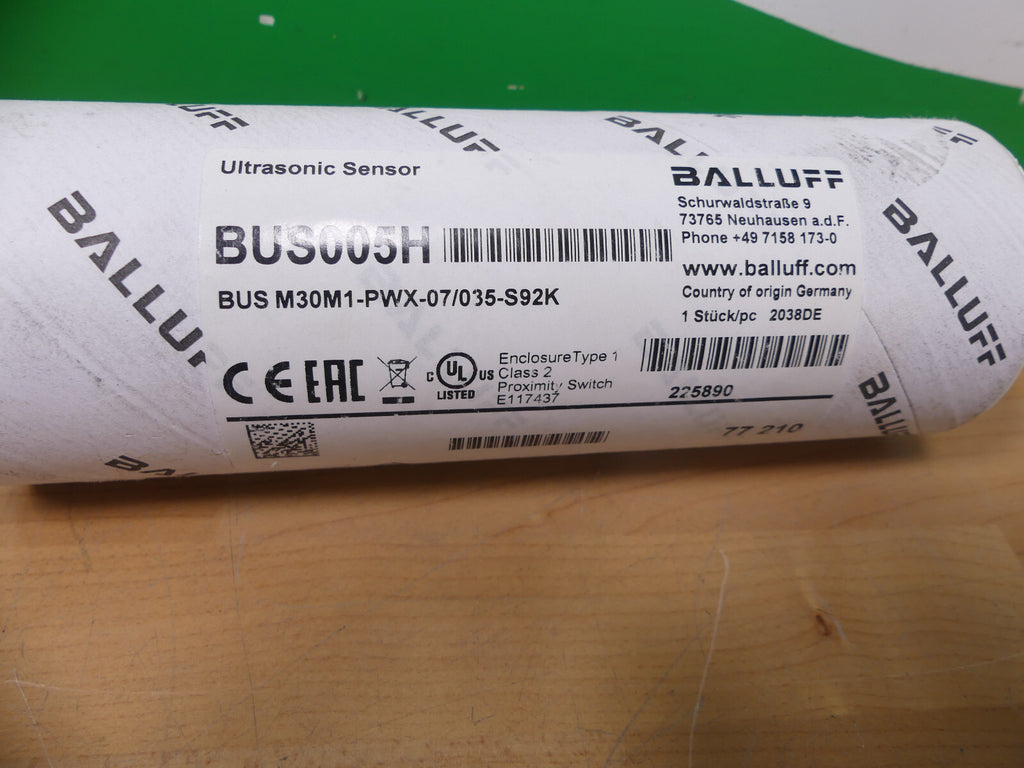 BALLUFF
BALLUFF
BALLUFF
Ultrasonic Sensor
BALLUFF
Schurwaldstraße 9
73765 Neuhausen a.d.F.
Phone +49 7158 173-0
BUS005H
www.balluff.com
BUS M30M1-PWX-07/035-S92K
Country of origin Germany
1 Stück/pc 2038DE
CE EAC
C UL US
LISTED
Enclosure Type 1
Class 2
Proximity Switch
E117437
225890
77 210
BALLUFF